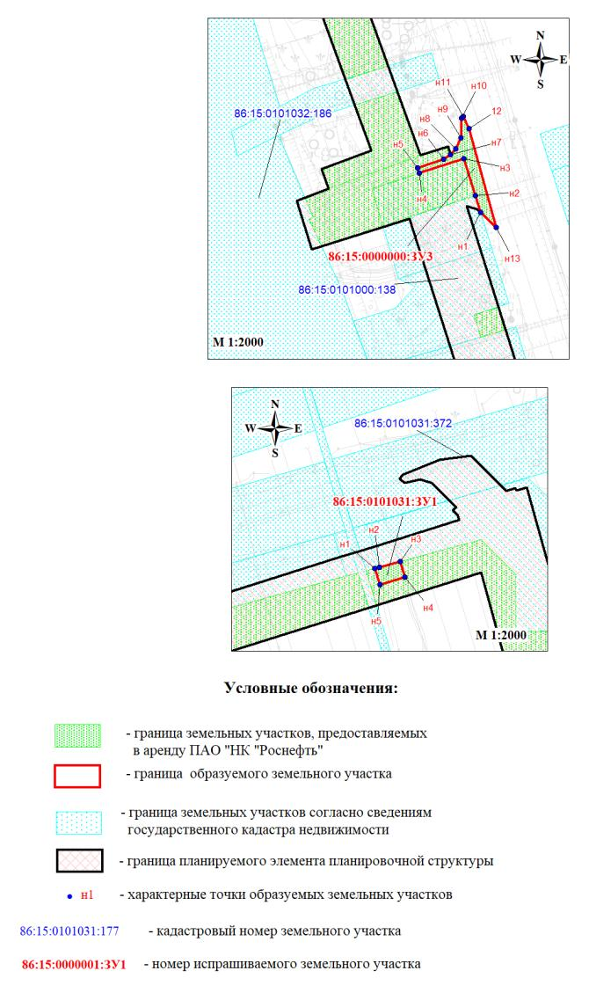 N
W E
S
н11
н10
86:15:0101032:186
н9
12
н8
н6
н7
н5
н3
н4
н2
н1
86:15:0000000:ЗУ3
н13
86:15:0101000:138
М 1:2000
N
W E
S
86:15:0101031:372
86:15:0101031:ЗУ1
н2
н3
н1
н4
н5
М 1:2000
Условные обозначения:
- граница земельных участков, предоставляемых
в аренду ПАО "НК "Роснефть"
- граница образуемого земельного участка
- граница земельных участков согласно сведениям
государственного кадастра недвижимости
- граница планируемого элемента планировочной структуры
н1 - характерные точки образуемых земельных участков
86:15:0101031:177 - кадастровый номер земельного участка
86:15:0000001:ЗУ1 - номер испрашиваемого земельного участка